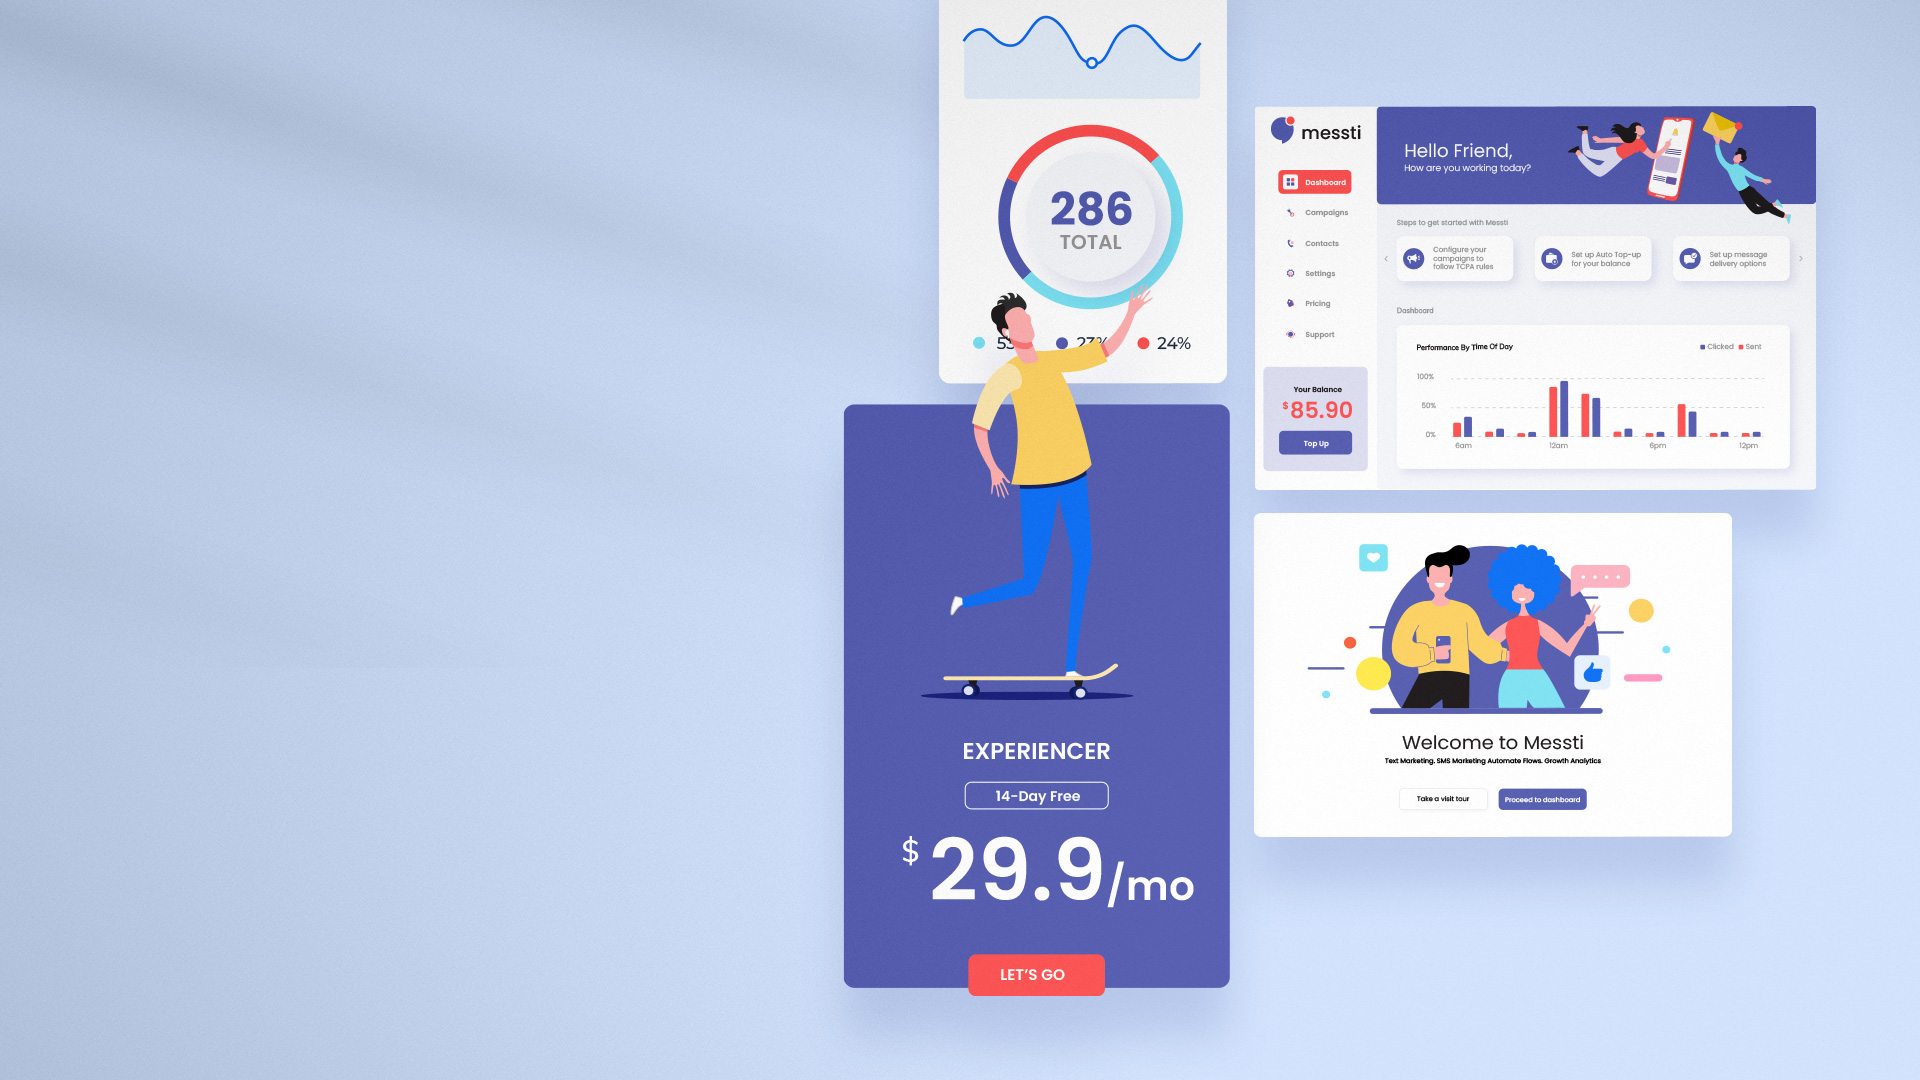 286
TOTAL
24%
messti
Dashboard
Campaigns
Contacts
Settings
Pricing
Support
Your Balance
$85.90
Top Up
Hello Friend,
How are you working today?
Steps to get started with Messti
Configure your
campaigns to
follow TCPA rules
Set up Auto Top-up
for your balance
Set up message
delivery options
Dashboard
Performance By Time Of Day
Clicked Sent
100%
50%
0%
6am 12am 6pm 12pm
EXPERIENCER
14-Day Free
$29.9/mo
LET'S GO
Welcome to Messti
Text Marketing. SMS Marketing Automate Flows. Growth Analytics
Take a visit tour
Proceed to dashboard